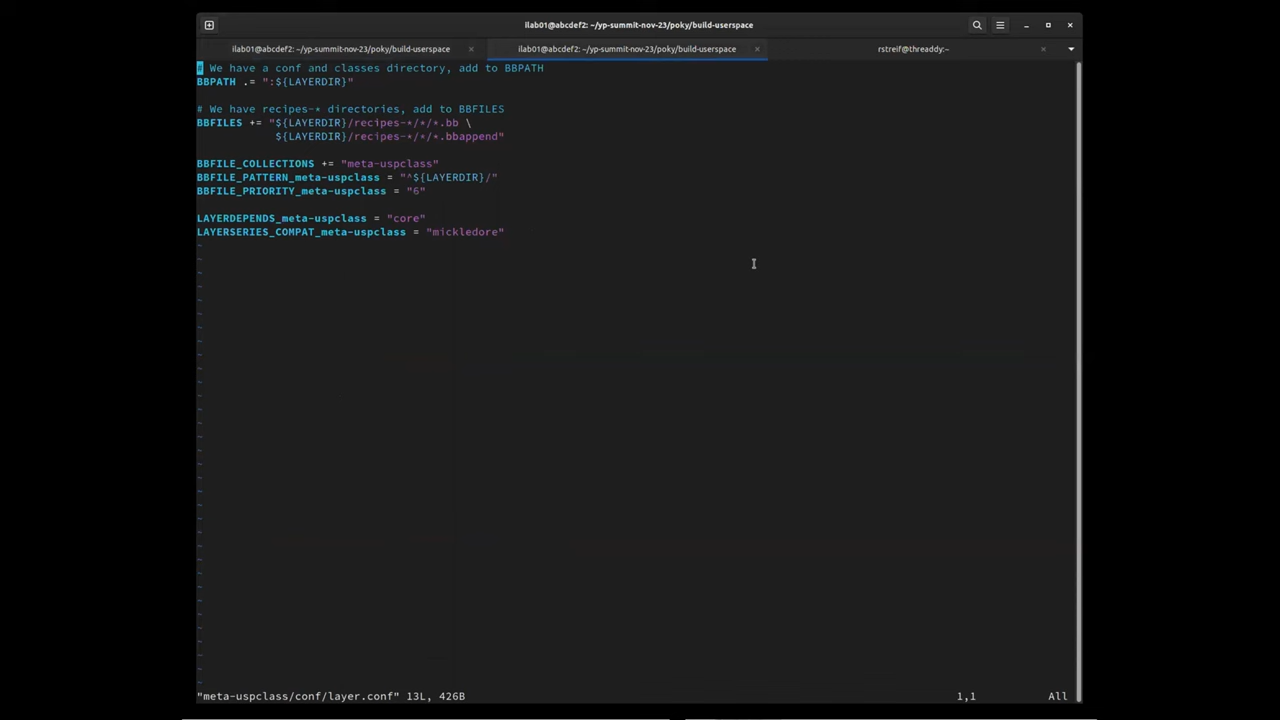 ilab01@abcdef2: ~/yp-summit-nov-23/poky/build-userspace
ilab01@abcdef2: ~/yp-summit-nov-23/poky/build-userspace
ilab01@abcdef2: ~/yp-summit-nov-23/poky/build-userspace
rstreif@threaddy:~
# We have a conf and classes directory, add to BBPATH
BBPATH .= ":${LAYERDIR}"
# We have recipes-* directories, add to BBFILES
BBFILES += "${LAYERDIR}/recipes-*/*/*.bb \
${LAYERDIR}/recipes-*/*/*.bbappend"
BBFILE_COLLECTIONS += "meta-uspclass"
BBFILE_PATTERN_meta-uspclass = "^${LAYERDIR}/"
BBFILE_PRIORITY_meta-uspclass = "6"
LAYERDEPENDS_meta-uspclass = "core"
LAYERSERIES_COMPAT_meta-uspclass = "mickledore"
"meta-uspclass/conf/layer.conf" 13L, 426B 1,1 All